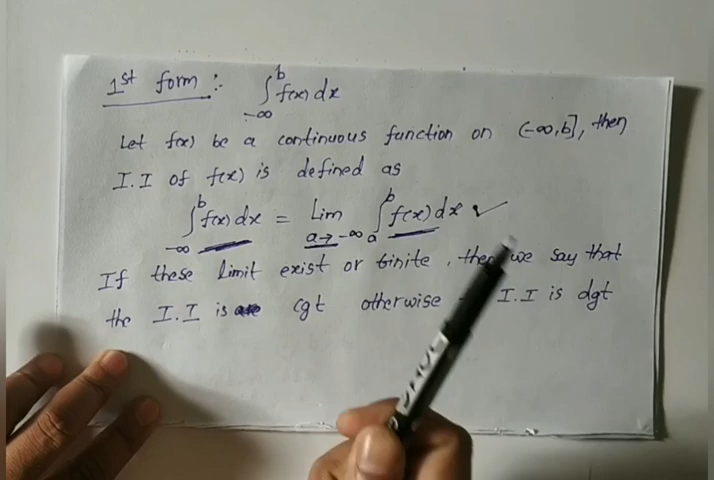 1st form :- ∫_{-∞}^{b} f(x) dx
Let f(x) be a continuous function on (-∞, b], then
I.I of f(x) is defined as
∫_{-∞}^{b} f(x) dx = Lim_{a→-∞} ∫_{a}^{b} f(x) dx ✓
If these limit exist or finite, then we say that
the I.I is cgt otherwise I.I is dgt